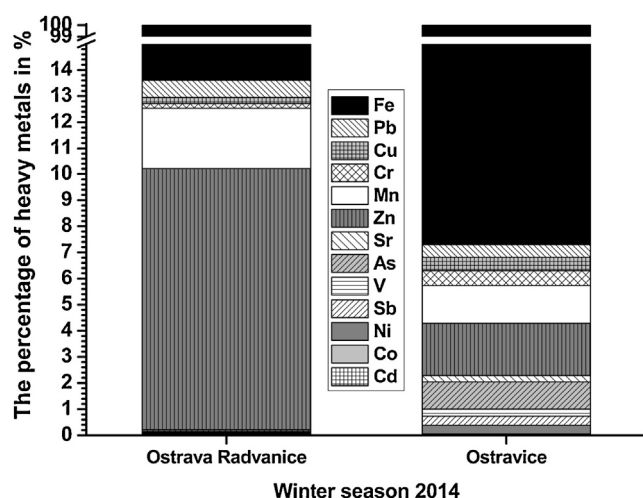 The percentage of heavy metals in %
100
99
14
13
12
11
10
9
8
7
6
5
4
3
2
1
0
Fe
Pb
Cu
Cr
Mn
Zn
Sr
As
V
Sb
Ni
Co
Cd
Ostrava Radvanice
Ostravice
Winter season 2014